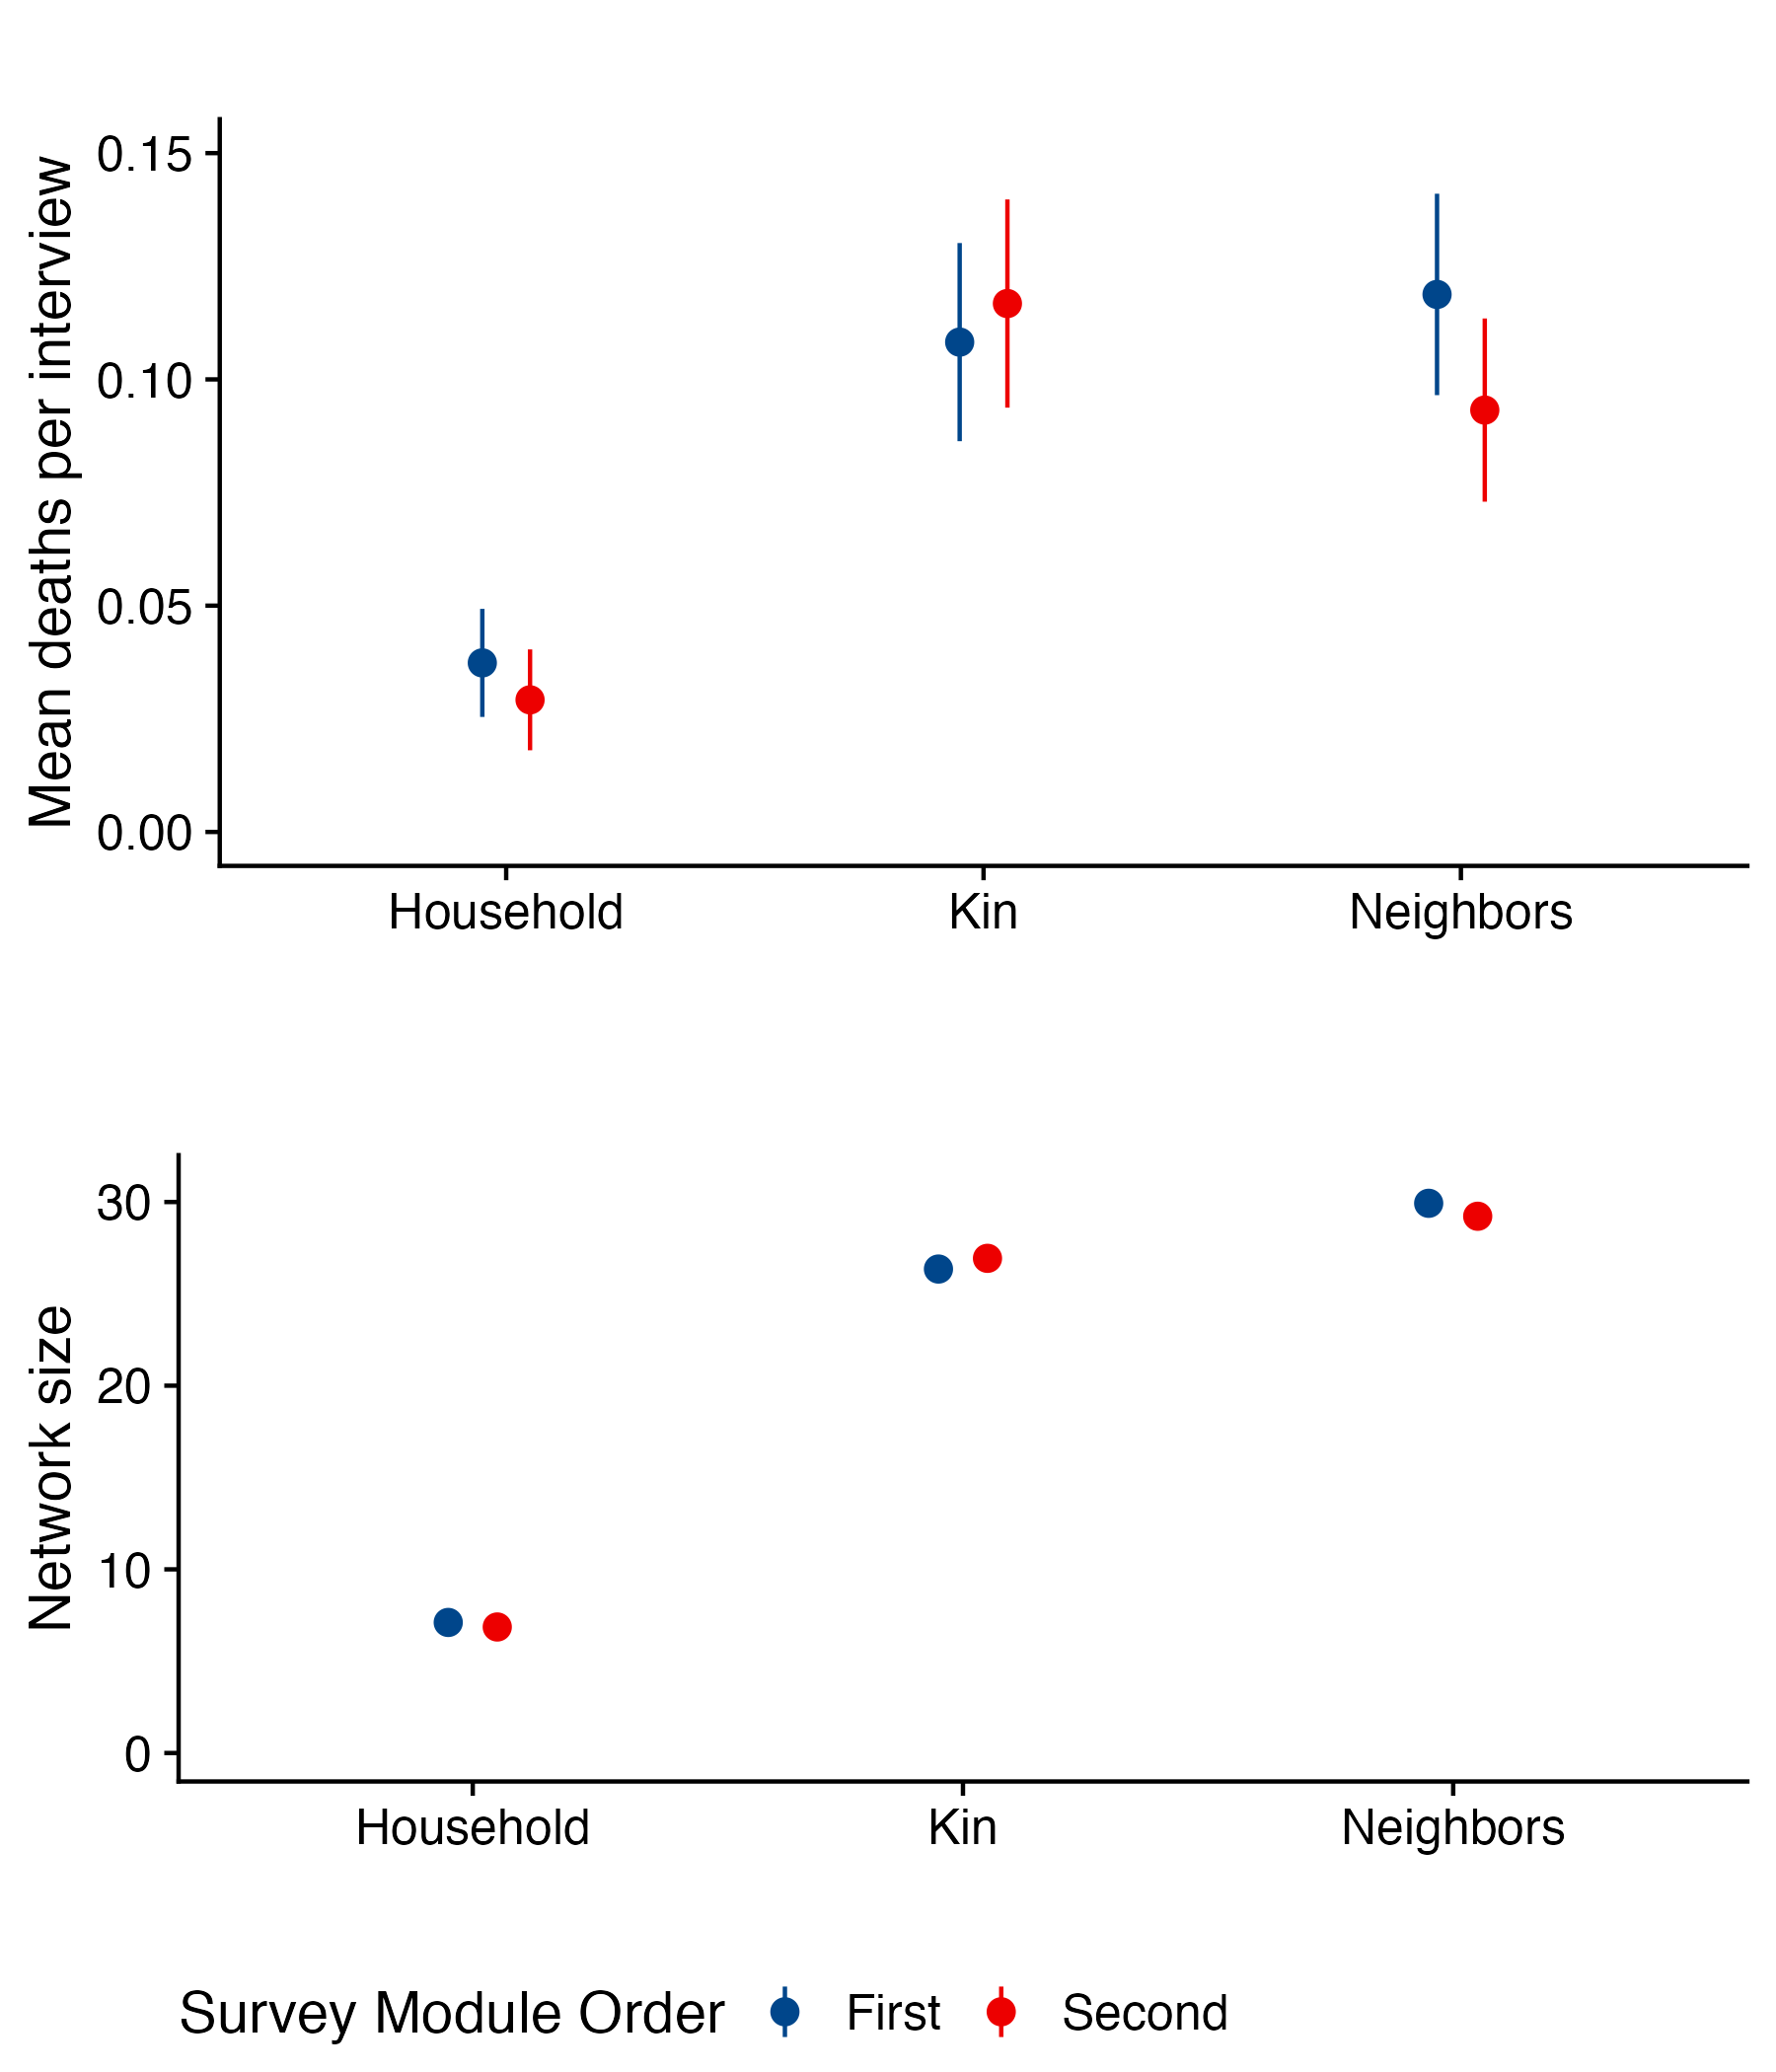 Mean deaths per interview
0.15
0.10
0.05
0.00
Household Kin Neighbors
Network size
30
20
10
0
Household Kin Neighbors
Survey Module Order First Second